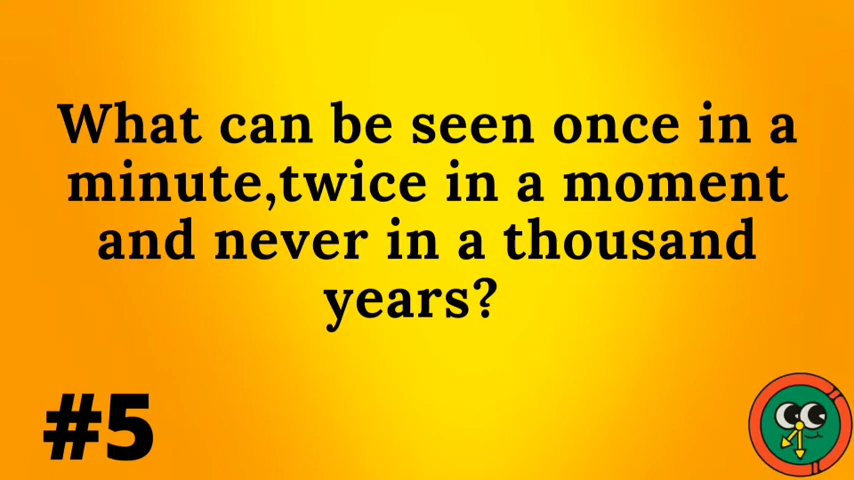 What can be seen once in a
minute,twice in a moment
and never in a thousand
years?
#5